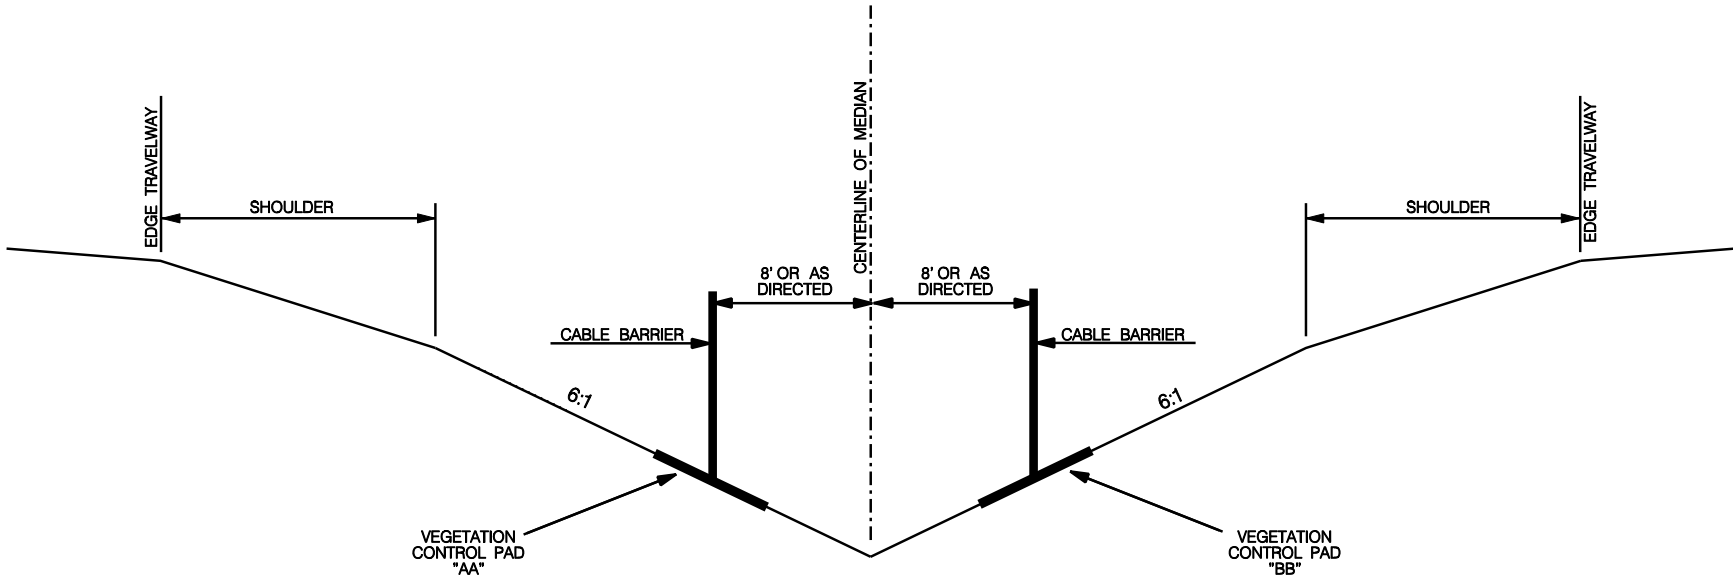 EDGE TRAVELWAY
SHOULDER
CENTERLINE OF MEDIAN
SHOULDER
EDGE TRAVELWAY
8' OR AS
DIRECTED
8' OR AS
DIRECTED
CABLE BARRIER
CABLE BARRIER
6:1
6:1
VEGETATION
CONTROL PAD
"AA"
VEGETATION
CONTROL PAD
"BB"